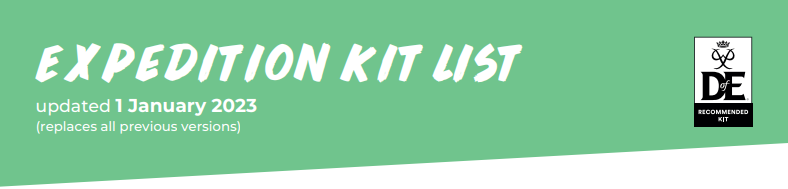 EXPEDITION KIT LIST
updated 1 January 2023
(replaces all previous versions)
DofE
RECOMMENDED
KIT